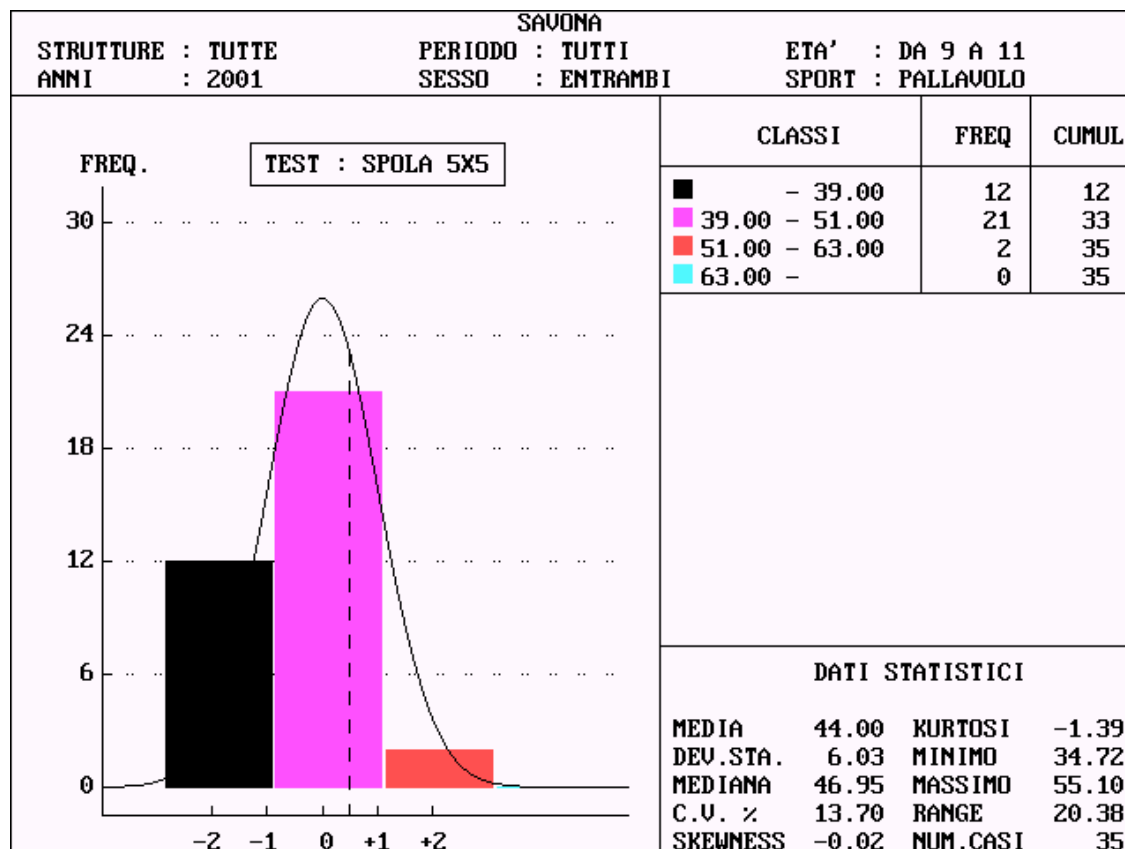 SAVONA
STRUTTURE : TUTTE PERIODO : TUTTI ETA' : DA 9 A 11
ANNI : 2001 SESSO : ENTRAMBI SPORT : PALLAVOLO
FREQ.
TEST : SPOLA 5X5
30
24
18
12
6
0
-2 -1 0 +1 +2
CLASSI FREQ CUMUL
- 39.00 12 12
39.00 - 51.00 21 33
51.00 - 63.00 2 35
63.00 - 0 35
DATI STATISTICI
MEDIA 44.00 KURTOSI -1.39
DEV.STA. 6.03 MINIMO 34.72
MEDIANA 46.95 MASSIMO 55.10
C.V. % 13.70 RANGE 20.38
SKEWNESS -0.02 NUM.CASI 35